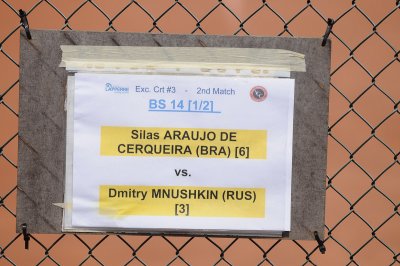 Exc. Crt #3 - 2nd Match
BS 14 [1/2]
Silas ARAUJO DE
CERQUEIRA (BRA) [6]
vs.
Dmitry MNUSHKIN (RUS)
[3]